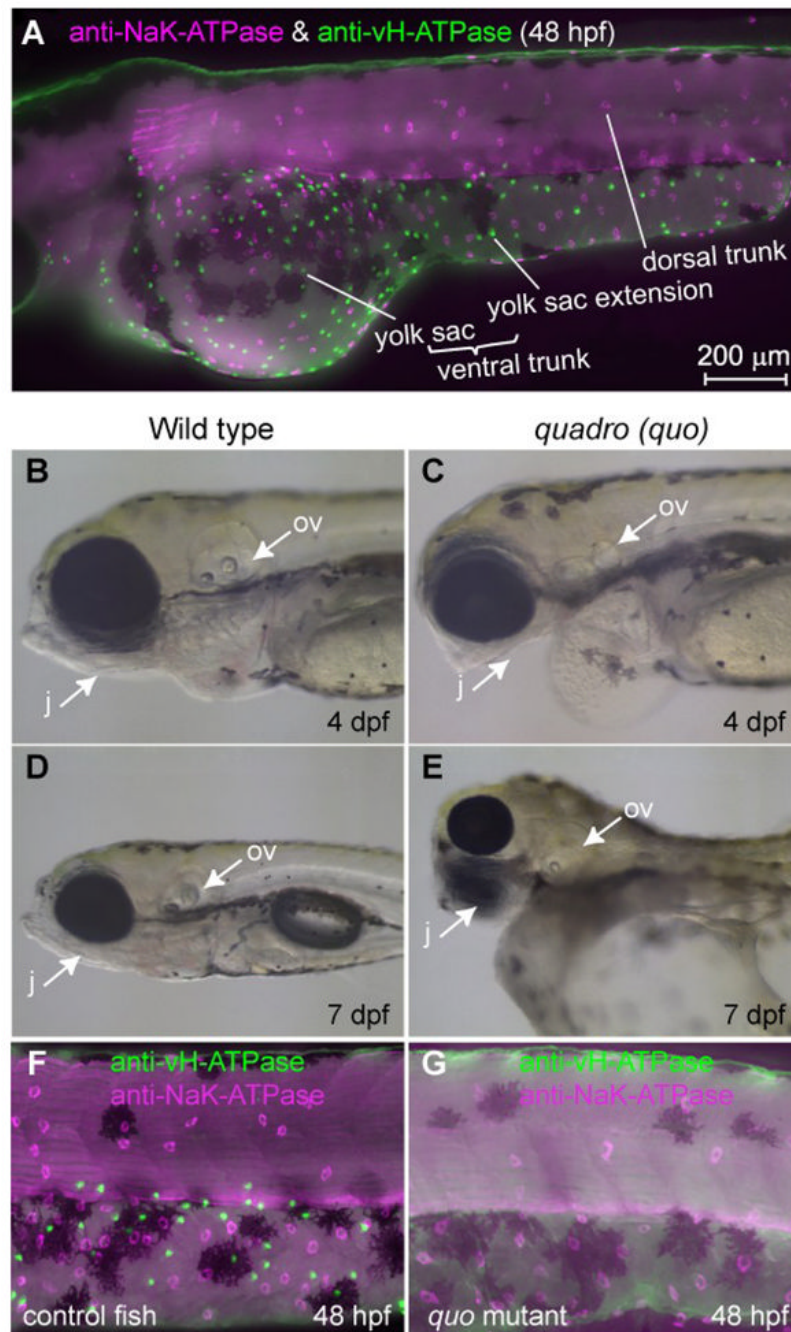 A anti-NaK-ATPase & anti-vH-ATPase (48 hpf)
dorsal trunk
yolk sac extension
yolk sac
ventral trunk
200 µm
Wild type
quadro (quo)
B
ov
j
4 dpf
C
ov
j
4 dpf
D
ov
j
7 dpf
E
ov
j
7 dpf
F anti-vH-ATPase
anti-NaK-ATPase
control fish 48 hpf
G anti-vH-ATPase
anti-NaK-ATPase
quo mutant 48 hpf